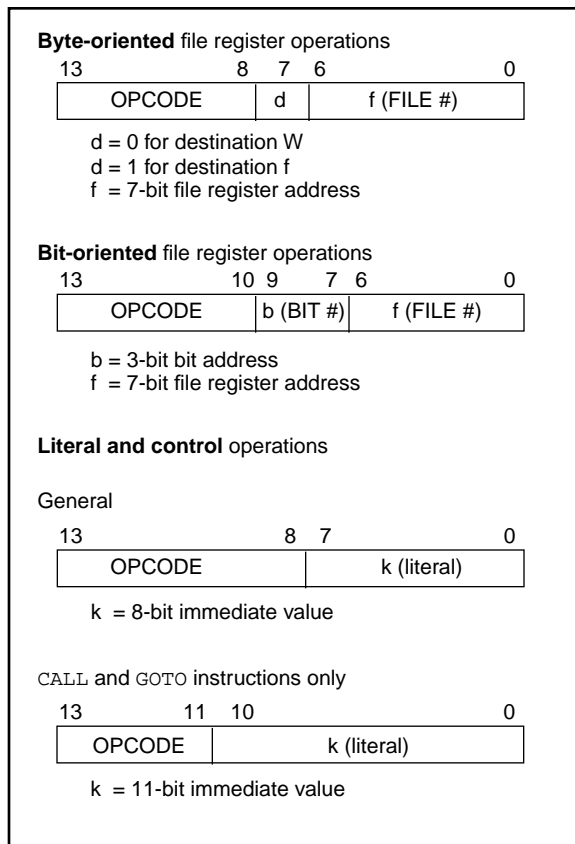 Byte-oriented file register operations
13 8 7 6 0
OPCODE d f (FILE #)
d = 0 for destination W
d = 1 for destination f
f = 7-bit file register address
Bit-oriented file register operations
13 10 9 7 6 0
OPCODE b (BIT #) f (FILE #)
b = 3-bit bit address
f = 7-bit file register address
Literal and control operations
General
13 8 7 0
OPCODE k (literal)
k = 8-bit immediate value
CALL and GOTO instructions only
13 11 10 0
OPCODE k (literal)
k = 11-bit immediate value